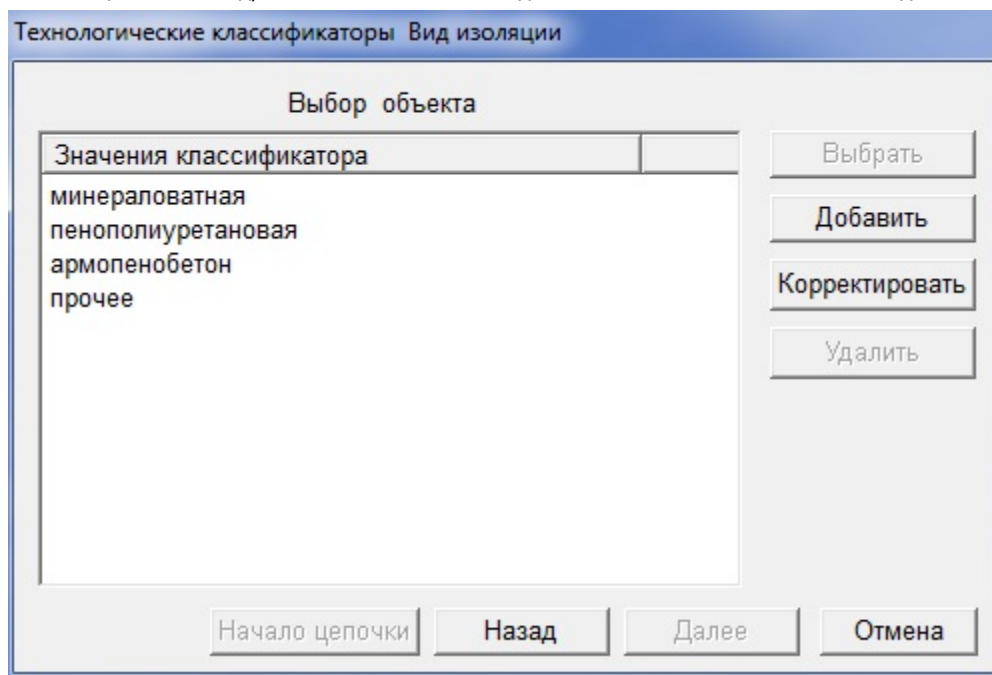 Технологические классификаторы Вид изоляции
Выбор объекта
Значения классификатора
минераловатная
пенополиуретановая
армопенобетон
прочее
Выбрать
Добавить
Корректировать
Удалить
Начало цепочки
Назад
Далее
Отмена